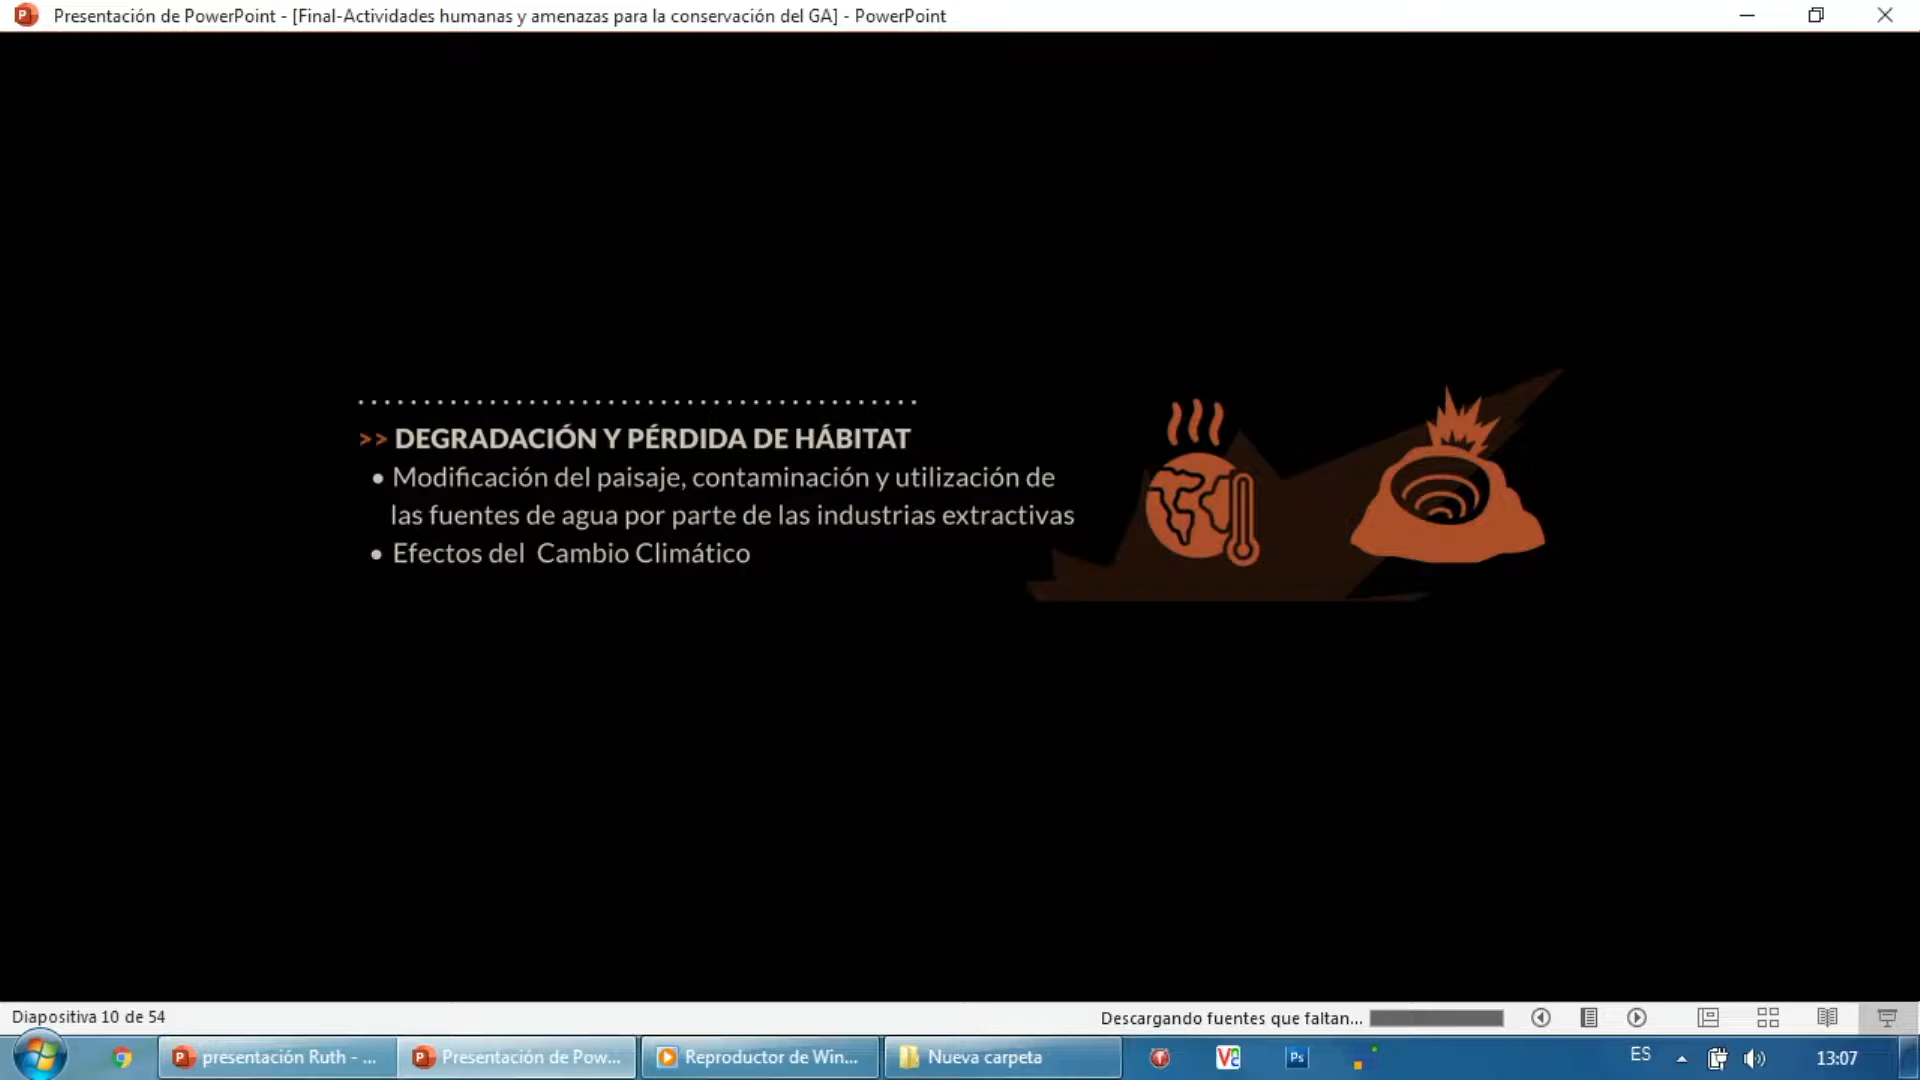 Presentación de PowerPoint - [Final-Actividades humanas y amenazas para la conservación del GA] - PowerPoint
>> DEGRADACIÓN Y PÉRDIDA DE HÁBITAT
• Modificación del paisaje, contaminación y utilización de
las fuentes de agua por parte de las industrias extractivas
• Efectos del  Cambio Climático
Diapositiva 10 de 54
Descargando fuentes que faltan...
presentación Ruth - ...
Presentación de Pow...
Reproductor de Win...
Nueva carpeta
Ps
ES
13:07